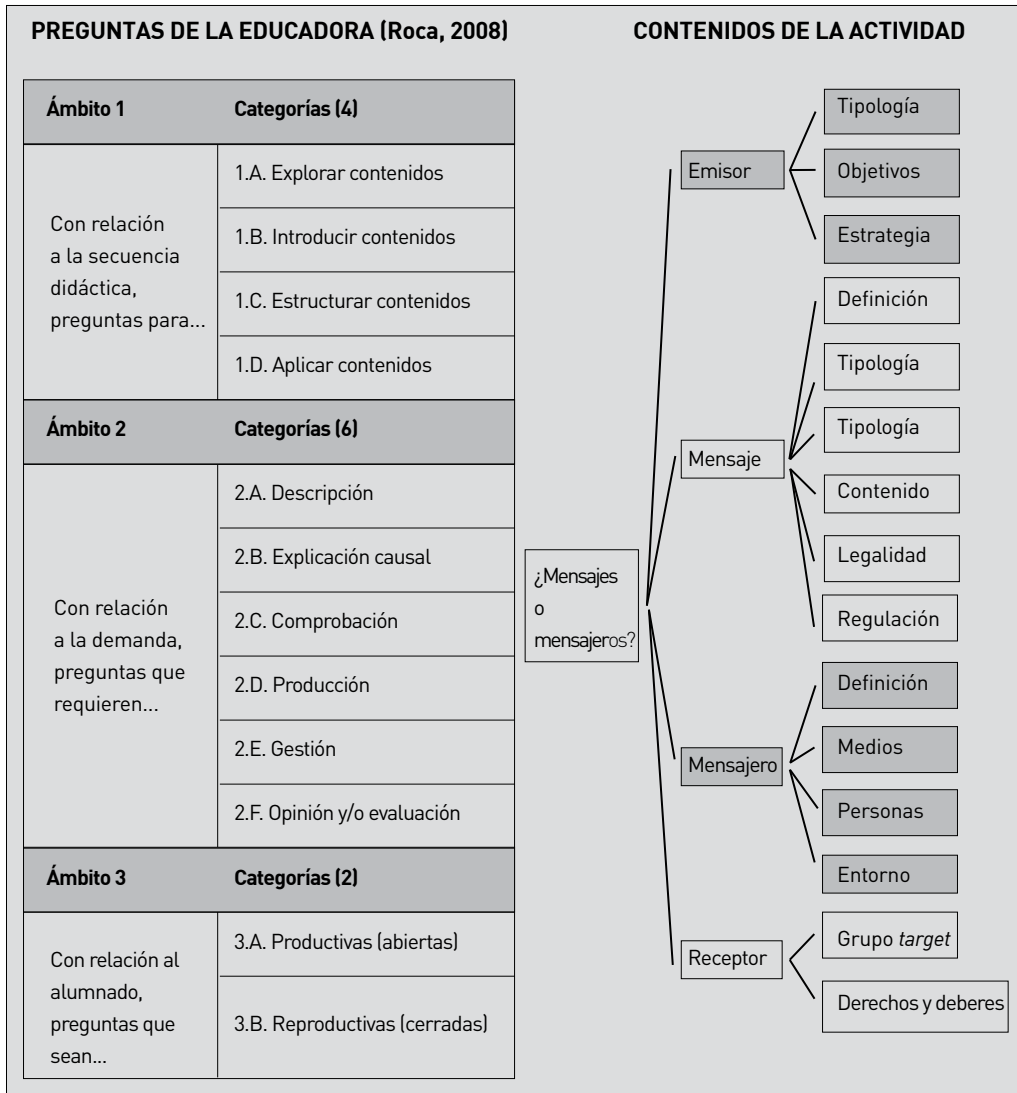 PREGUNTAS DE LA EDUCADORA (Roca, 2008)
Ámbito 1
Categorías (4)
Con relación
a la secuencia
didáctica,
preguntas para...
1.A. Explorar contenidos
1.B. Introducir contenidos
1.C. Estructurar contenidos
1.D. Aplicar contenidos
Ámbito 2
Categorías (6)
Con relación
a la demanda,
preguntas que
requieren...
2.A. Descripción
2.B. Explicación causal
2.C. Comprobación
2.D. Producción
2.E. Gestión
2.F. Opinión y/o evaluación
Ámbito 3
Categorías (2)
Con relación al
alumnado,
preguntas que
sean...
3.A. Productivas (abiertas)
3.B. Reproductivas (cerradas)
CONTENIDOS DE LA ACTIVIDAD
¿Mensajes
o
mensajeros?
Emisor
Tipología
Objetivos
Estrategia
Mensaje
Definición
Tipología
Tipología
Contenido
Legalidad
Regulación
Mensajero
Definición
Medios
Personas
Entorno
Receptor
Grupo target
Derechos y deberes